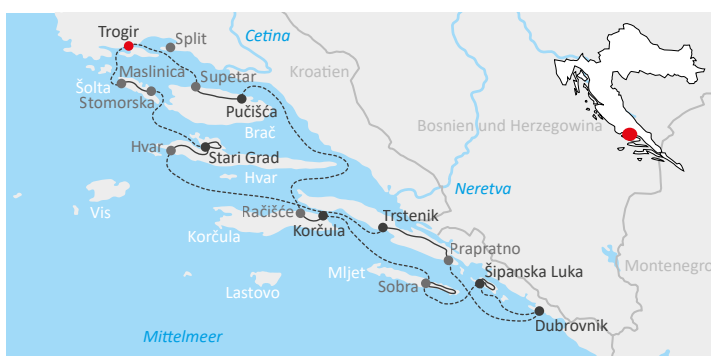 Trogir
Split
Cetina
Kroatien
Maslinica
Supetar
Šolta
Stomorska
Pučišća
Brač
Bosnien und Herzegowina
Hvar
Stari Grad
Hvar
Neretva
Vis
Račišće
Trstenik
Korčula
Korčula
Prapratno
Mljet
Šipanska Luka
Montenegro
Lastovo
Sobra
Dubrovnik
Mittelmeer